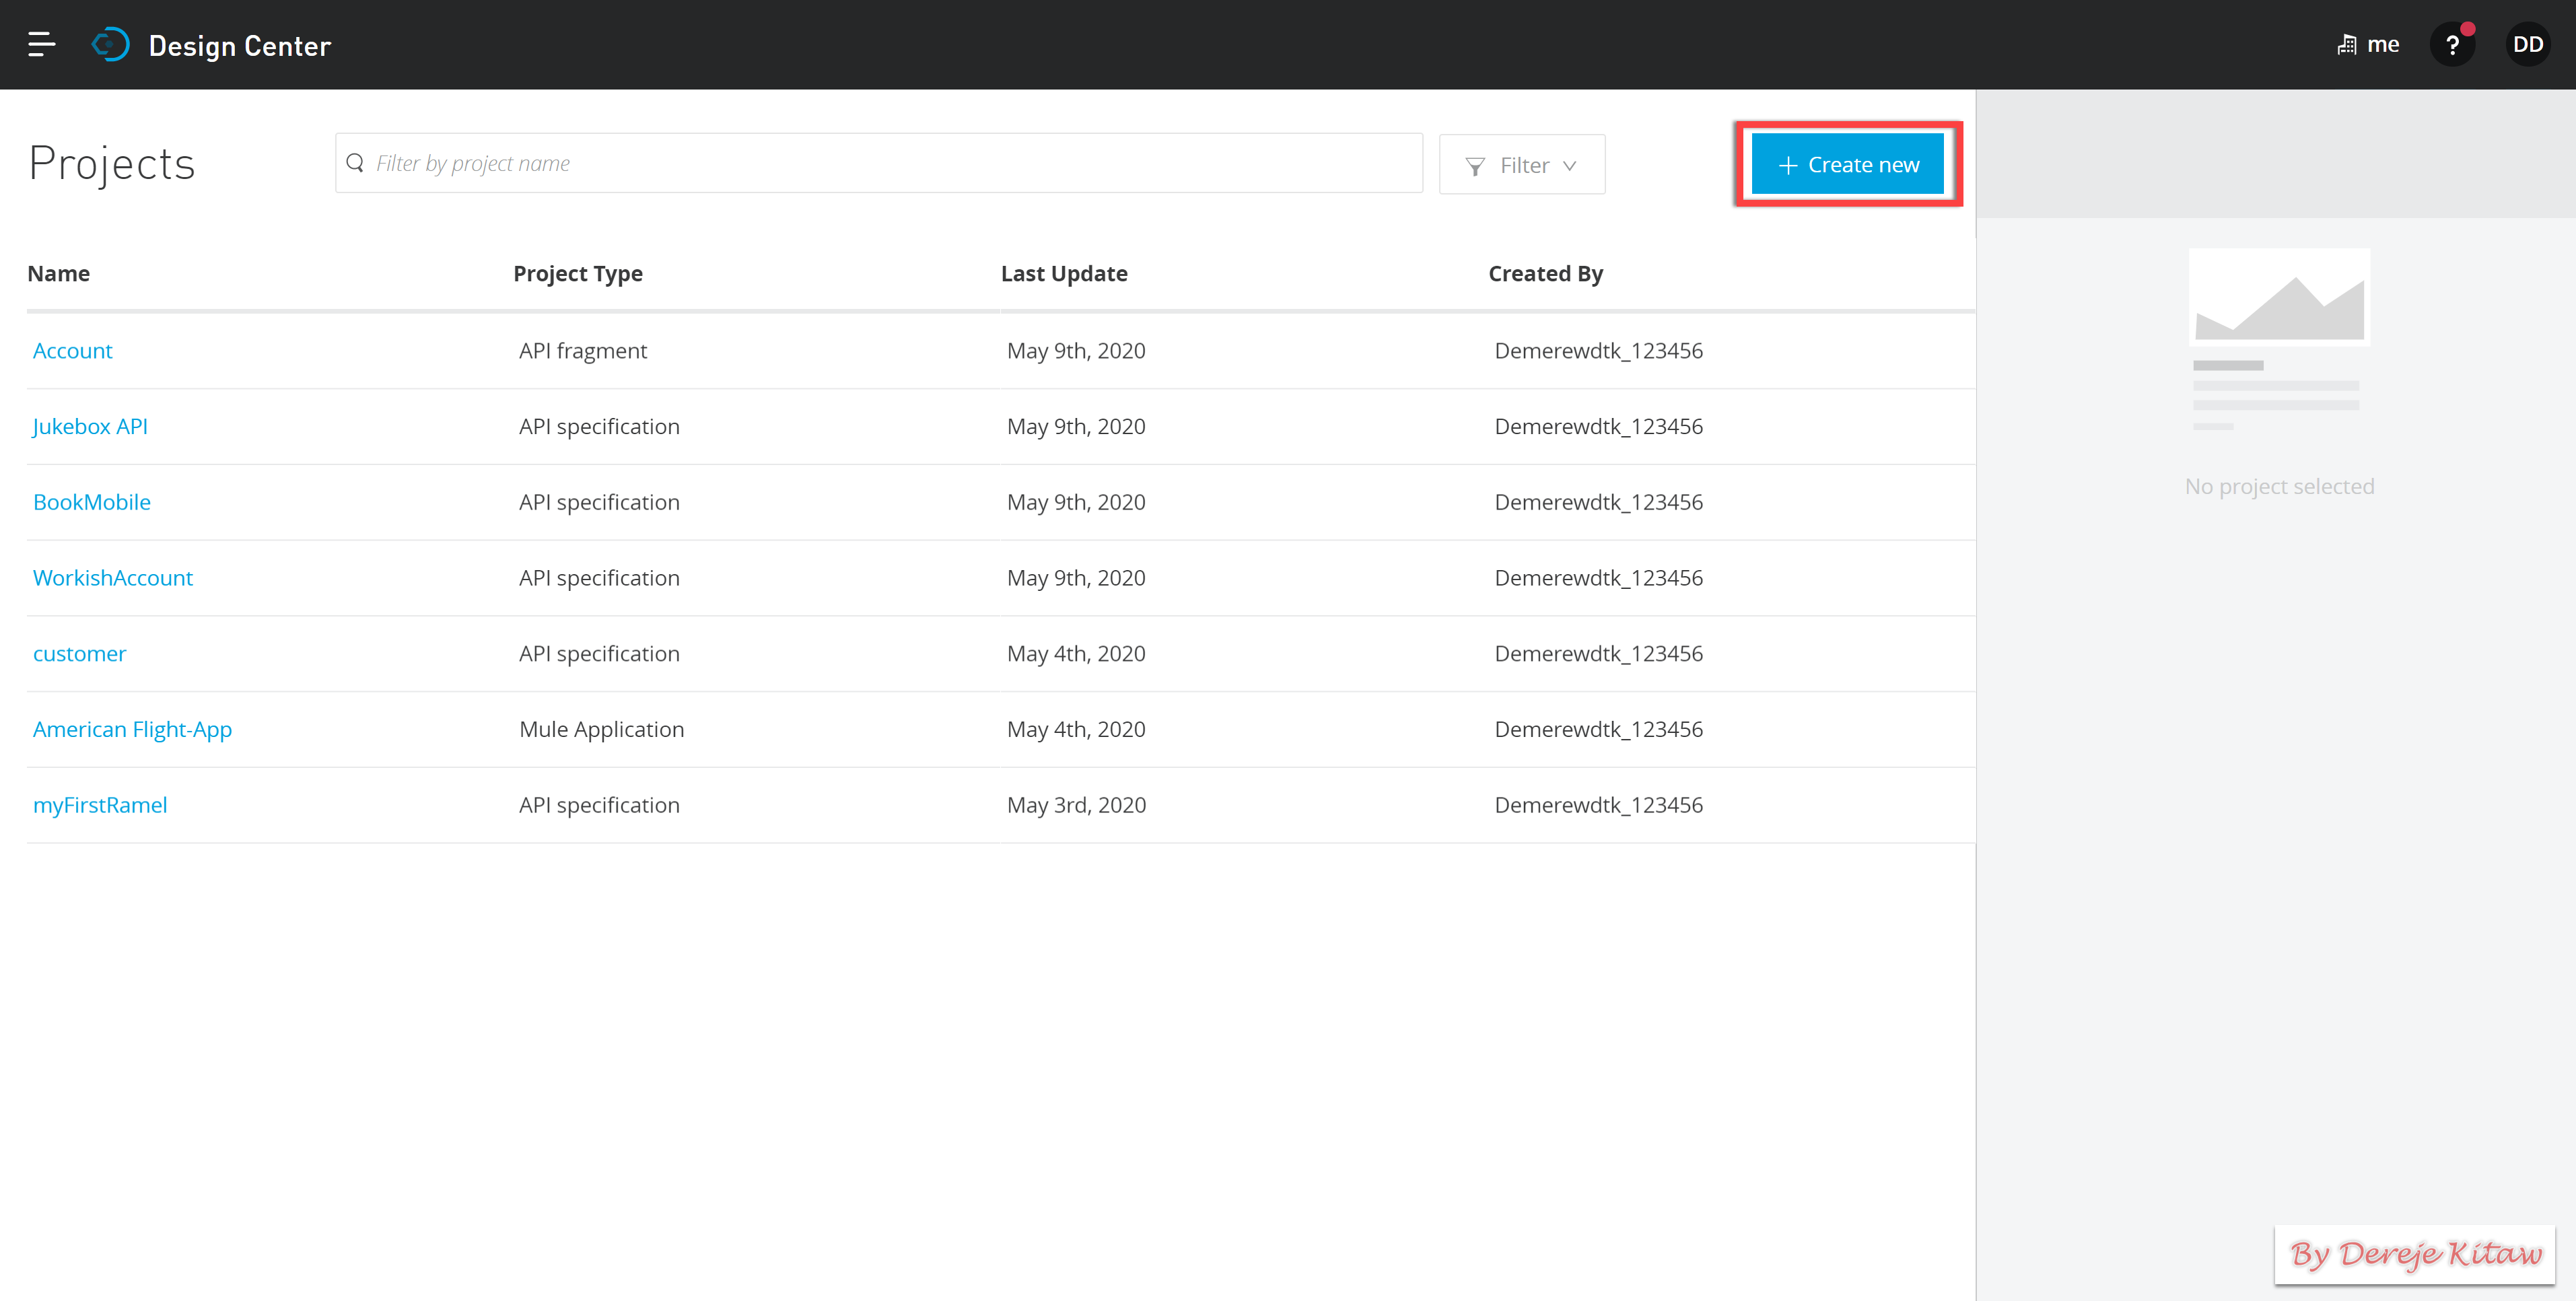 Design Center
me
?
DD
Projects
Filter by project name
Filter
+ Create new
Name Project Type Last Update Created By
Account API fragment May 9th, 2020 Demerewdtk_123456
Jukebox API API specification May 9th, 2020 Demerewdtk_123456
BookMobile API specification May 9th, 2020 Demerewdtk_123456
WorkishAccount API specification May 9th, 2020 Demerewdtk_123456
customer API specification May 4th, 2020 Demerewdtk_123456
American Flight-App Mule Application May 4th, 2020 Demerewdtk_123456
myFirstRamel API specification May 3rd, 2020 Demerewdtk_123456
No project selected
By Dereje Kitaw